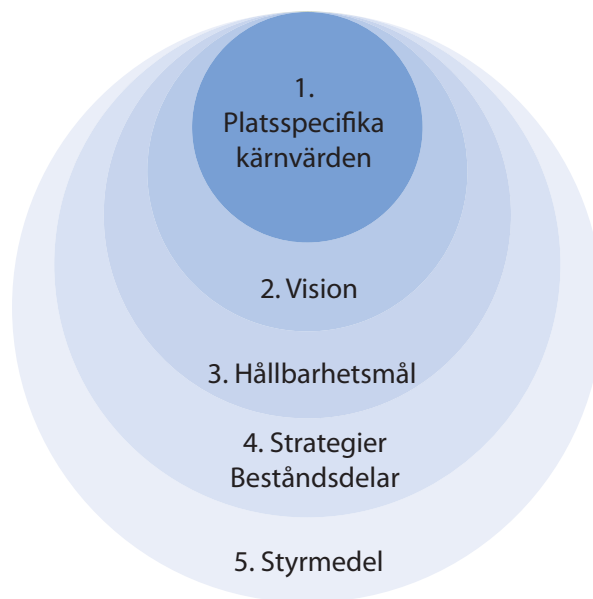 1.
Platsspecifika
kärnvärden
2. Vision
3. Hållbarhetsmål
4. Strategier
Beståndsdelar
5. Styrmedel